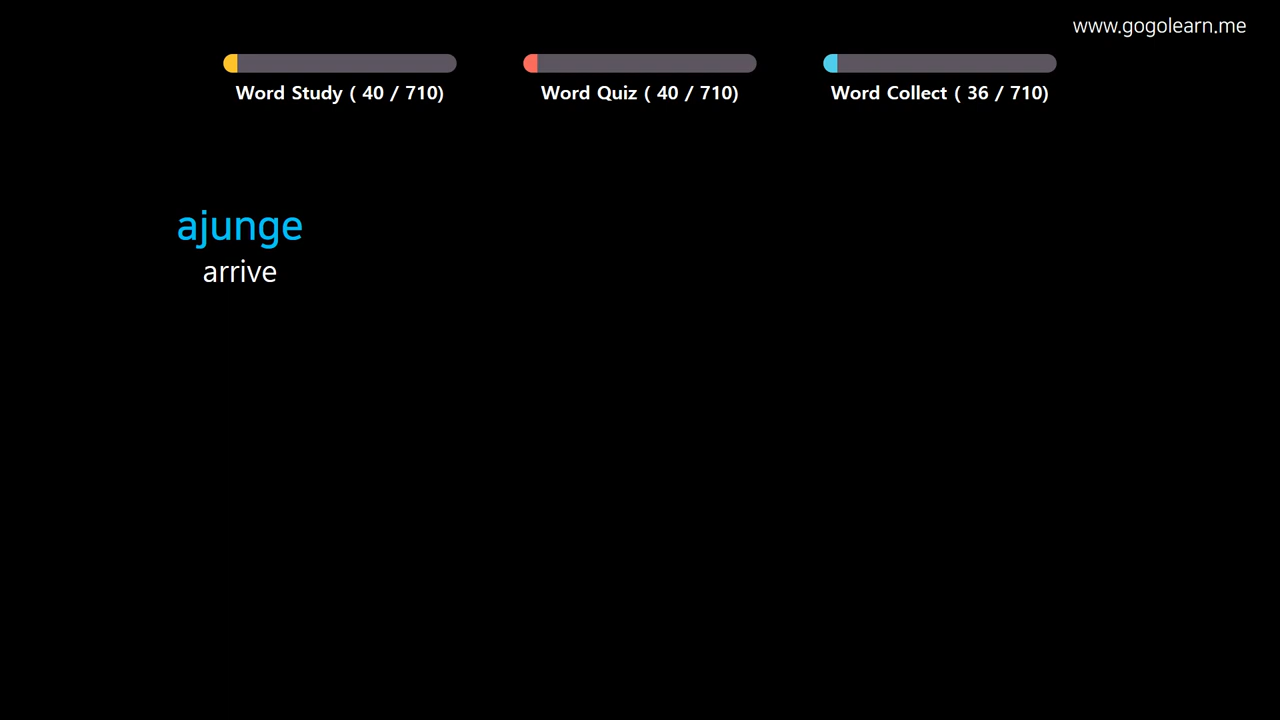 www.gogolearn.me
Word Study ( 40 / 710)
Word Quiz ( 40 / 710)
Word Collect ( 36 / 710)
ajunge
arrive